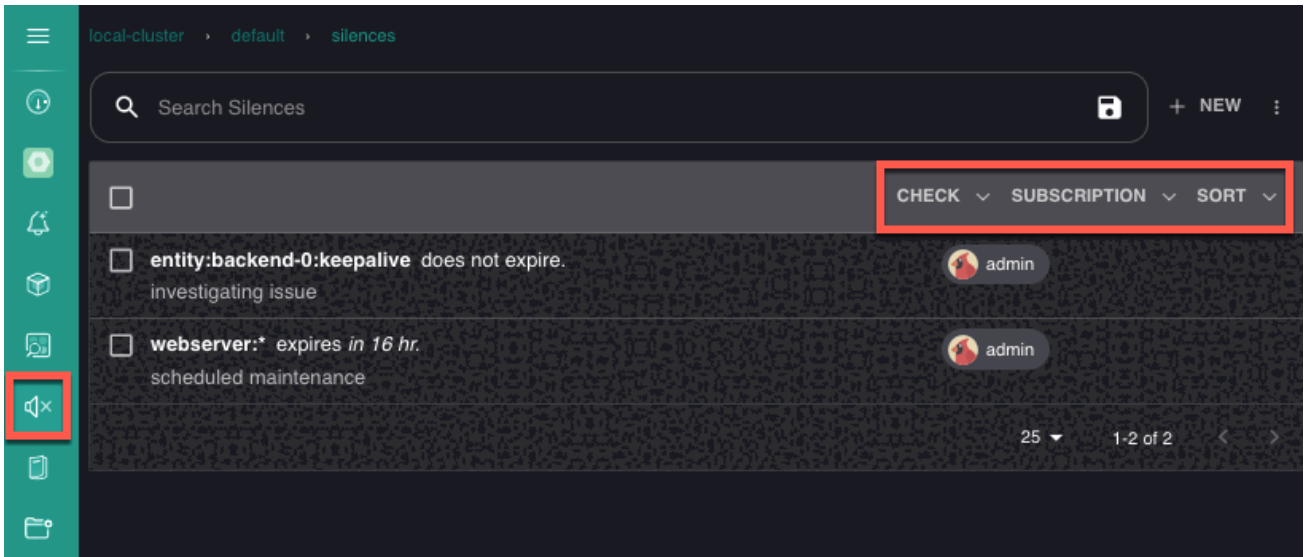 local-cluster › default › silences
Search Silences
+ NEW
CHECK SUBSCRIPTION SORT
entity:backend-0:keepalive does not expire. admin
investigating issue
webserver:* expires in 16 hr. admin
scheduled maintenance
25 1-2 of 2 < >